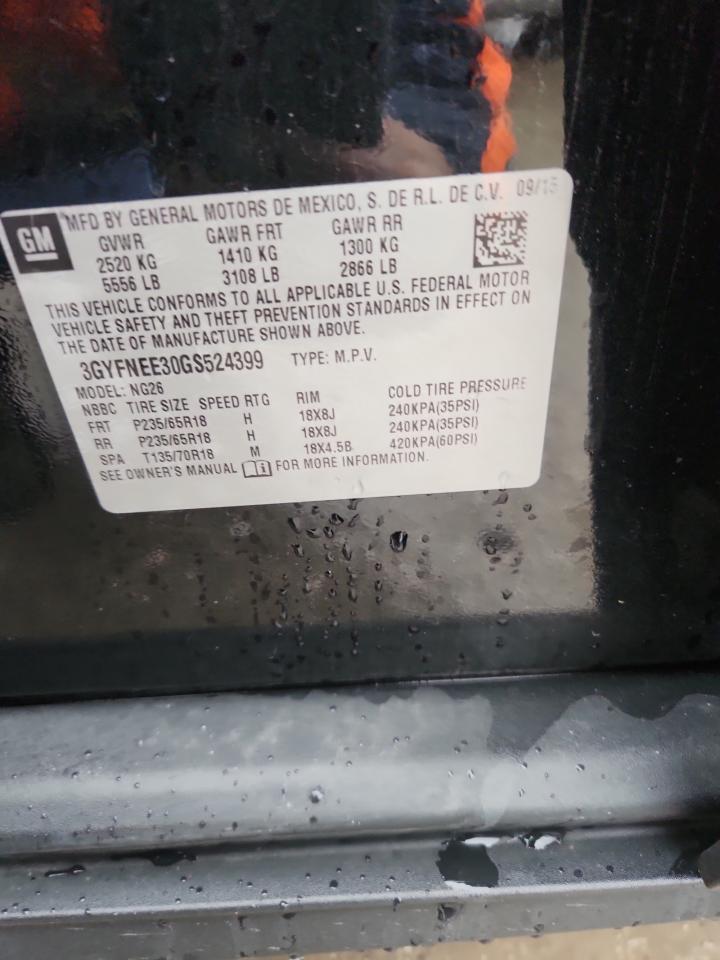 GM
MFD BY GENERAL MOTORS DE MEXICO, S. DE R.L. DE C.V. 09/15
GVWR GAWR FRT GAWR RR
2520 KG 1410 KG 1300 KG
5556 LB 3108 LB 2866 LB
THIS VEHICLE CONFORMS TO ALL APPLICABLE U.S. FEDERAL MOTOR
VEHICLE SAFETY AND THEFT PREVENTION STANDARDS IN EFFECT ON
THE DATE OF MANUFACTURE SHOWN ABOVE.
3GYFNEE30GS524399 TYPE: M.P.V.
MODEL: NG26
NBBC TIRE SIZE SPEED RTG RIM COLD TIRE PRESSURE
FRT P235/65R18 H 18X8J 240KPA(35PSI)
RR P235/65R18 H 18X8J 240KPA(35PSI)
SPA T135/70R18 M 18X4.5B 420KPA(60PSI)
SEE OWNER'S MANUAL FOR MORE INFORMATION.